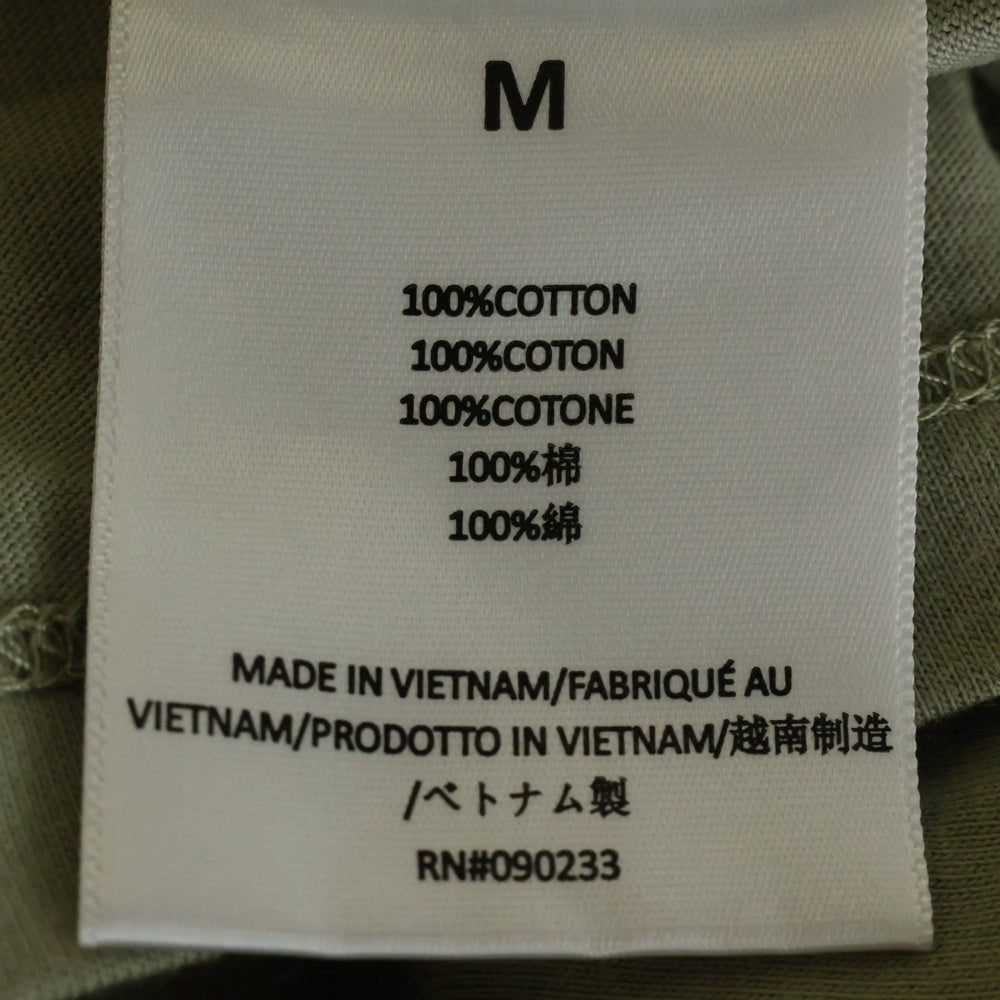 M
100%COTTON
100%COTON
100%COTONE
100%棉
100%綿
MADE IN VIETNAM/FABRIQUÉ AU
VIETNAM/PRODOTTO IN VIETNAM/越南制造
/ベトナム製
RN#090233